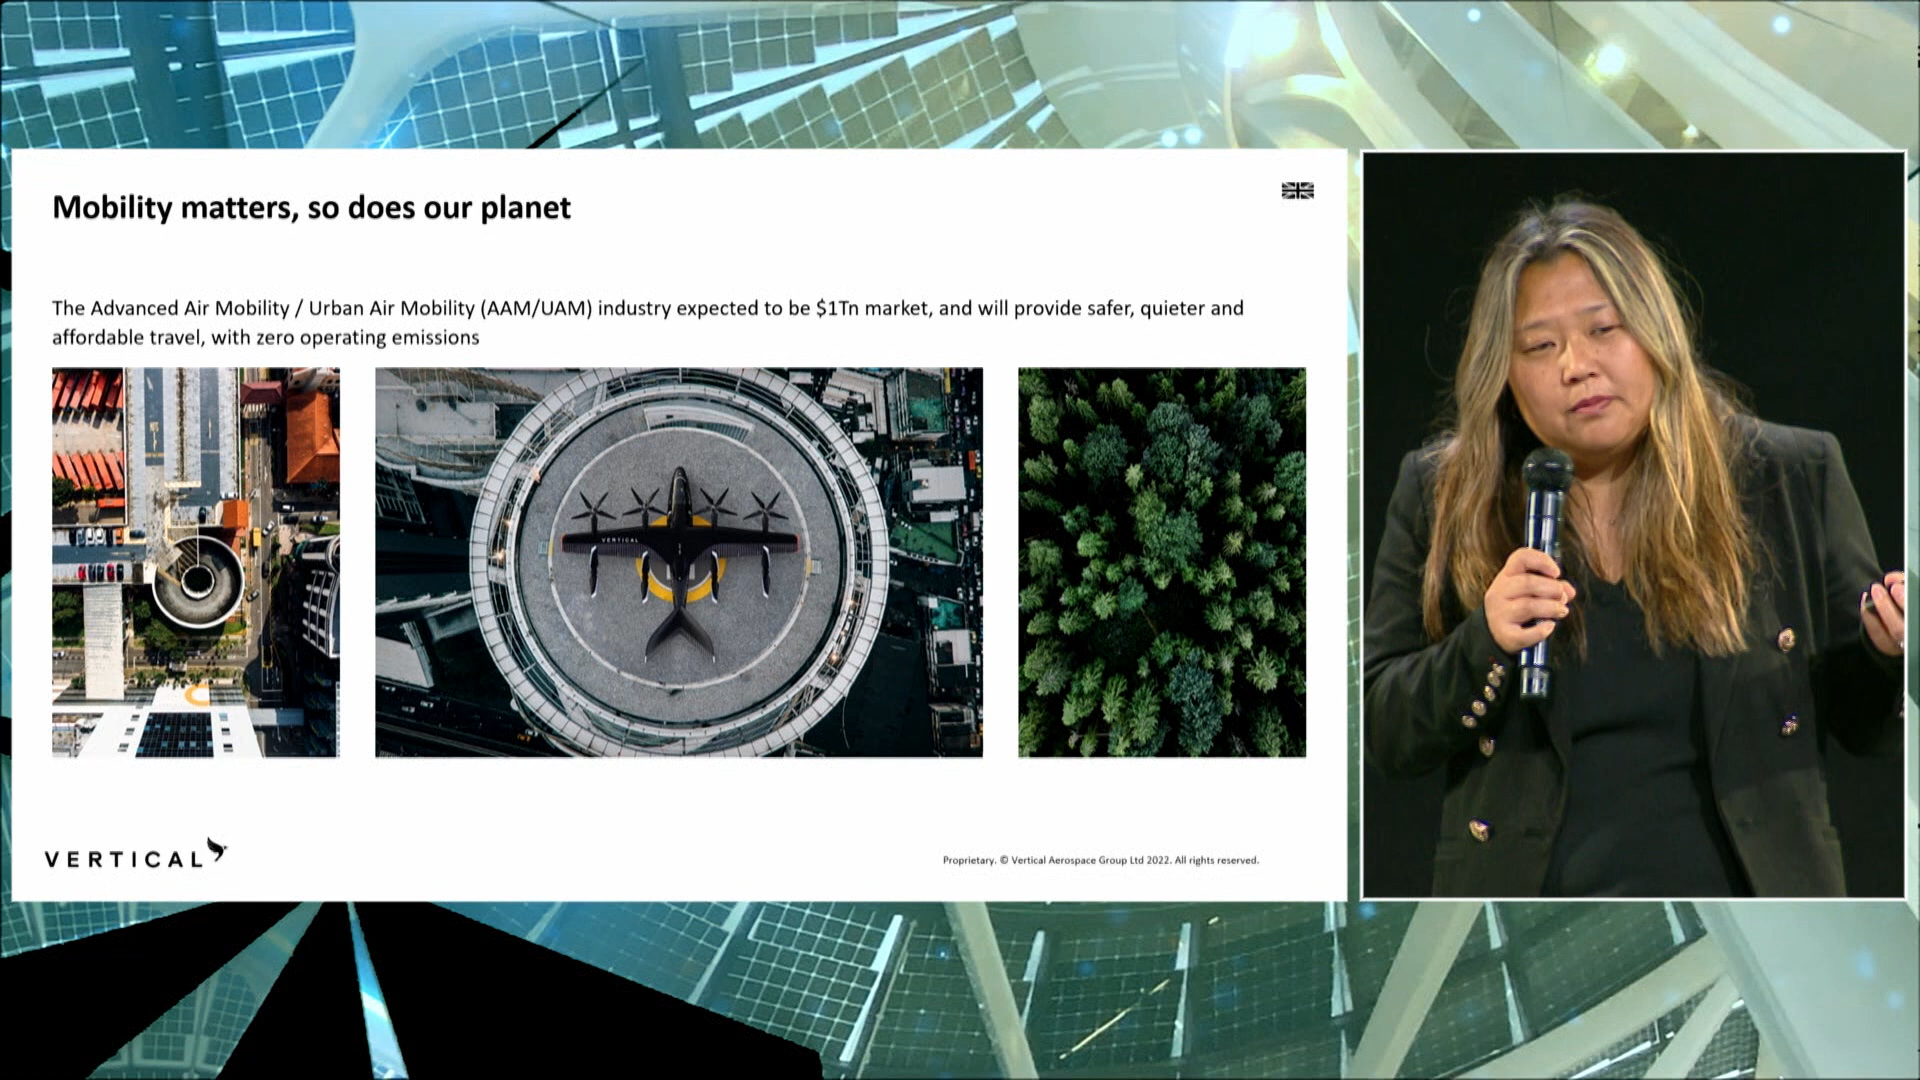 Mobility matters, so does our planet
The Advanced Air Mobility / Urban Air Mobility (AAM/UAM) industry expected to be $1Tn market, and will provide safer, quieter and
affordable travel, with zero operating emissions
VERTICAL
VERTICAL
Proprietary. © Vertical Aerospace Group Ltd 2022. All rights reserved.